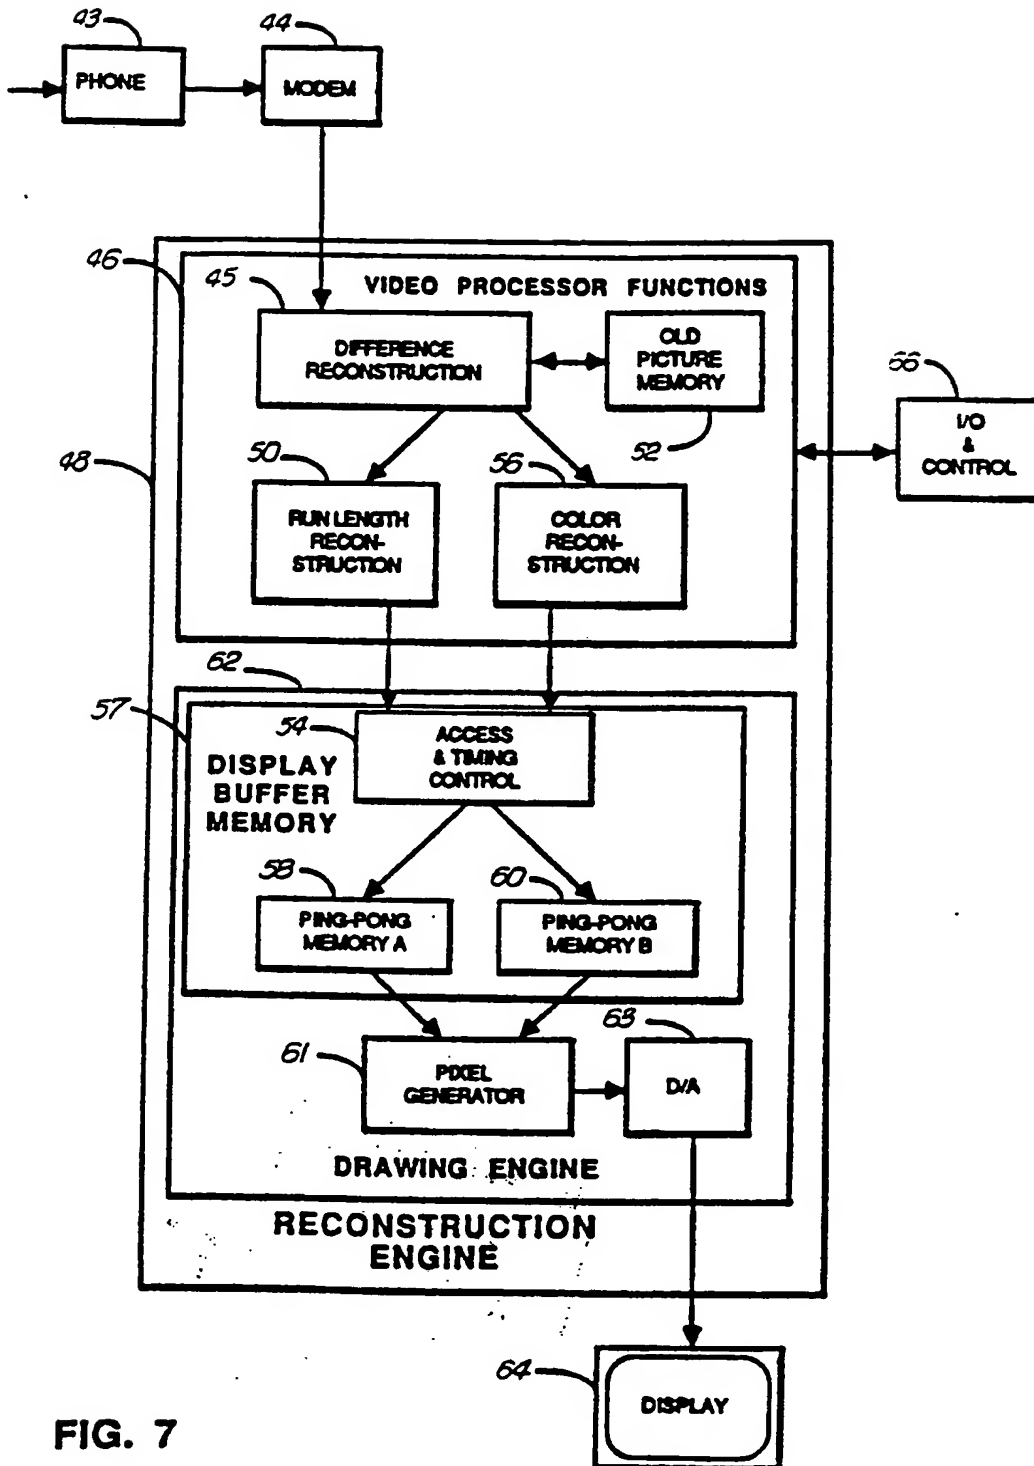 43
44
PHONE
MODEM
46
45
VIDEO PROCESSOR FUNCTIONS
DIFFERENCE
RECONSTRUCTION
OLD
PICTURE
MEMORY
66
I/O
&
CONTROL
48
50
56
52
RUN LENGTH
RECON-
STRUCTION
COLOR
RECON-
STRUCTION
62
57
54
ACCESS
& TIMING
CONTROL
DISPLAY
BUFFER
MEMORY
58
60
PING-PONG
MEMORY A
PING-PONG
MEMORY B
63
61
PIXEL
GENERATOR
D/A
DRAWING ENGINE
RECONSTRUCTION
ENGINE
64
DISPLAY
FIG. 7